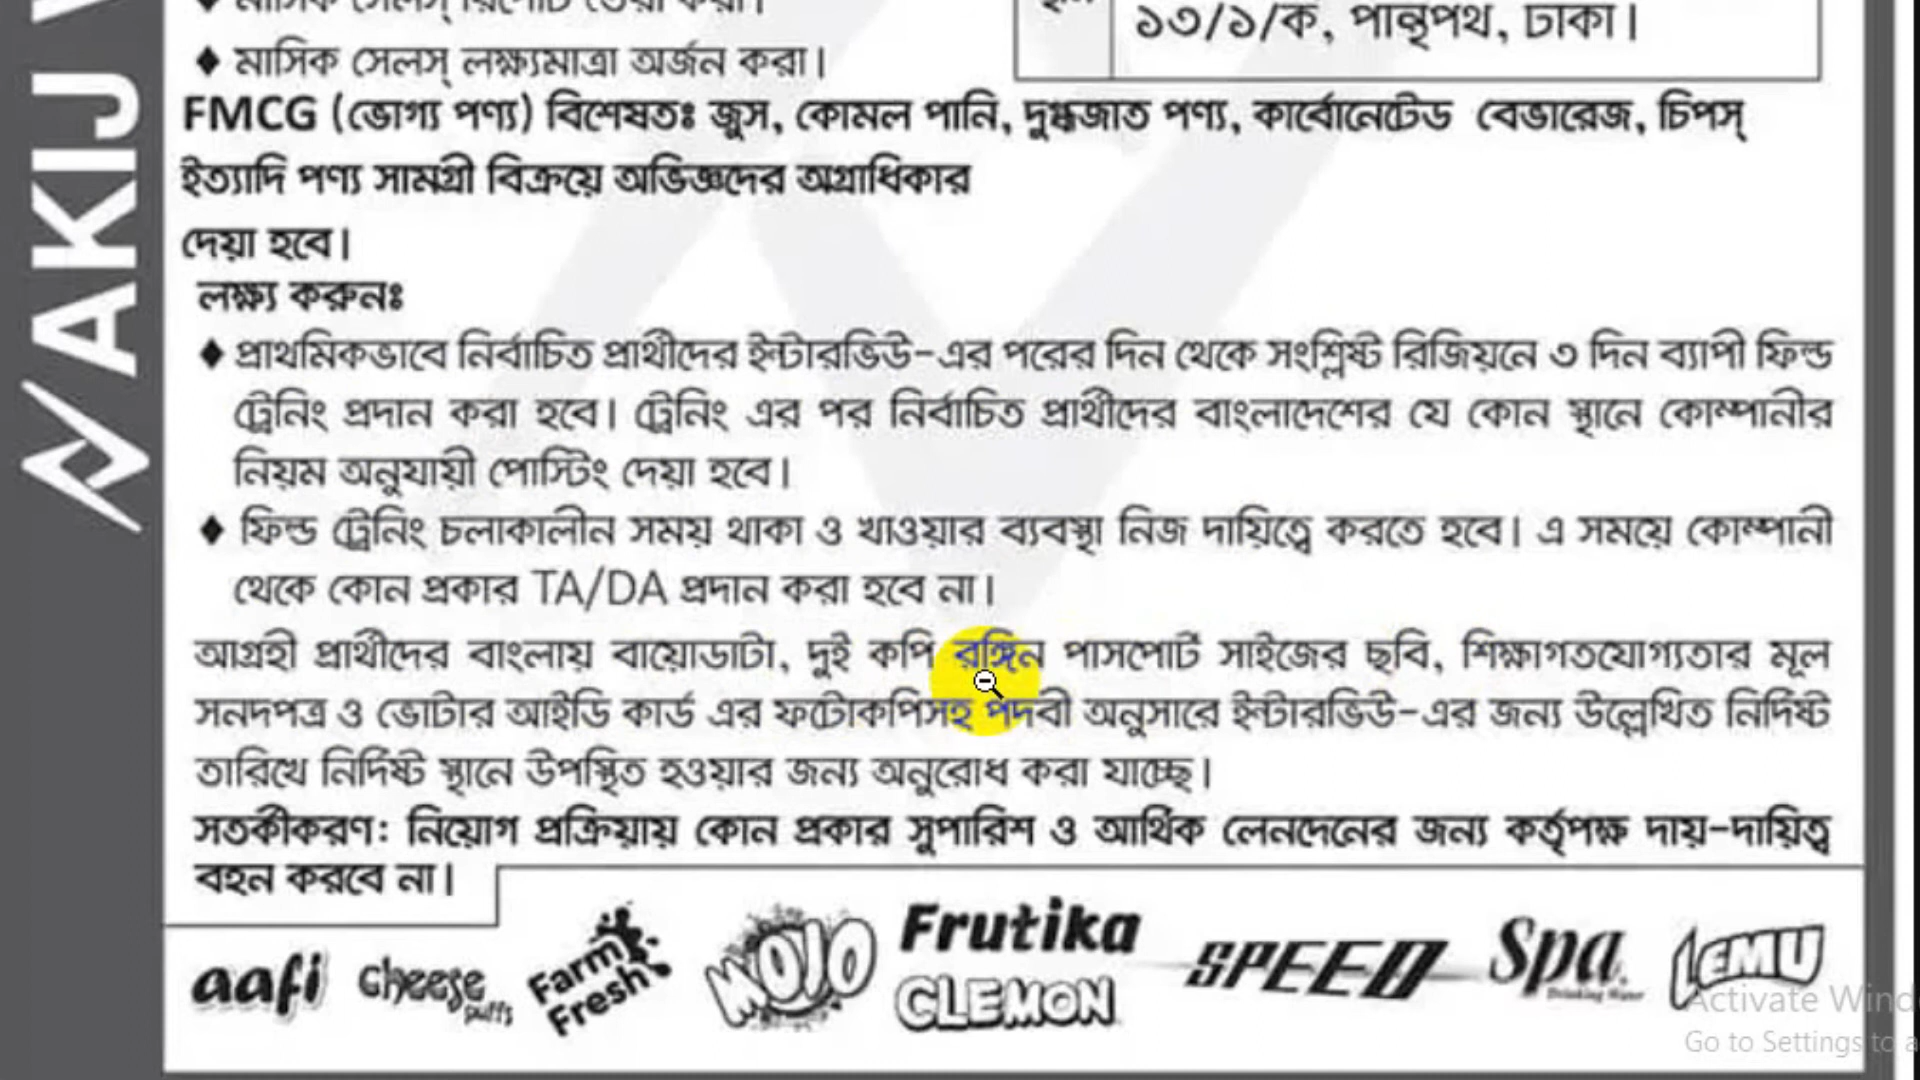 ♦ মাসিক সেলস্ রিপোর্ট তৈরী করা।
♦ মাসিক সেলস্ লক্ষ্যমাত্রা অর্জন করা।
১৩/১/ক, পান্থপথ, ঢাকা।
FMCG (ভোগ্য পণ্য) বিশেষতঃ জুস, কোমল পানি, দুগ্ধজাত পণ্য, কার্বোনেটেড বেভারেজ, চিপস্
ইত্যাদি পণ্য সামগ্রী বিক্রয়ে অভিজ্ঞদের অগ্রাধিকার
দেয়া হবে।
লক্ষ্য করুনঃ
♦ প্রাথমিকভাবে নির্বাচিত প্রার্থীদের ইন্টারভিউ-এর পরের দিন থেকে সংশ্লিষ্ট রিজিয়নে ৩ দিন ব্যাপী ফিল্ড
ট্রেনিং প্রদান করা হবে। ট্রেনিং এর পর নির্বাচিত প্রার্থীদের বাংলাদেশের যে কোন স্থানে কোম্পানীর
নিয়ম অনুযায়ী পোস্টিং দেয়া হবে।
♦ ফিল্ড ট্রেনিং চলাকালীন সময় থাকা ও খাওয়ার ব্যবস্থা নিজ দায়িত্বে করতে হবে। এ সময়ে কোম্পানী
থেকে কোন প্রকার TA/DA প্রদান করা হবে না।
আগ্রহী প্রার্থীদের বাংলায় বায়োডাটা, দুই কপি রঙ্গিন পাসপোর্ট সাইজের ছবি, শিক্ষাগতযোগ্যতার মূল
সনদপত্র ও ভোটার আইডি কার্ড এর ফটোকপিসহ পদবী অনুসারে ইন্টারভিউ-এর জন্য উল্লেখিত নির্দিষ্ট
তারিখে নির্দিষ্ট স্থানে উপস্থিত হওয়ার জন্য অনুরোধ করা যাচ্ছে।
সতর্কীকরণ: নিয়োগ প্রক্রিয়ায় কোন প্রকার সুপারিশ ও আর্থিক লেনদেনের জন্য কর্তৃপক্ষ দায়-দায়িত্ব
বহন করবে না।
AKIJ
aafi
Cheese puffs
Farm Fresh
MOJO
Frutika
CLEMON
SPEED
Spa
Drinking Water
LEMU
Activate Wind
Go to Settings to a